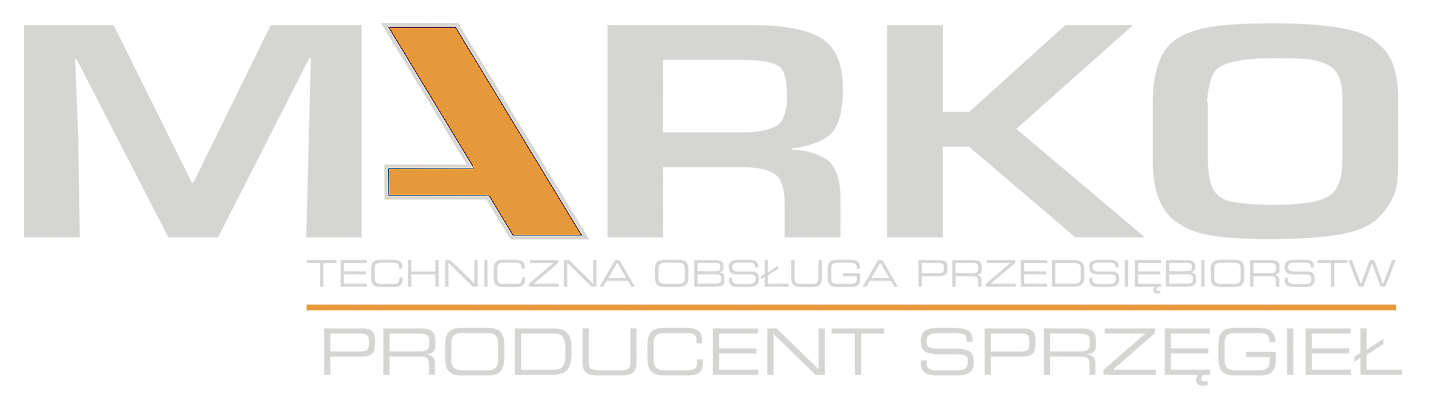 MARKO
TECHNICZNA OBSŁUGA PRZEDSIĘBIORSTW
PRODUCENT SPRZĘGIEŁ